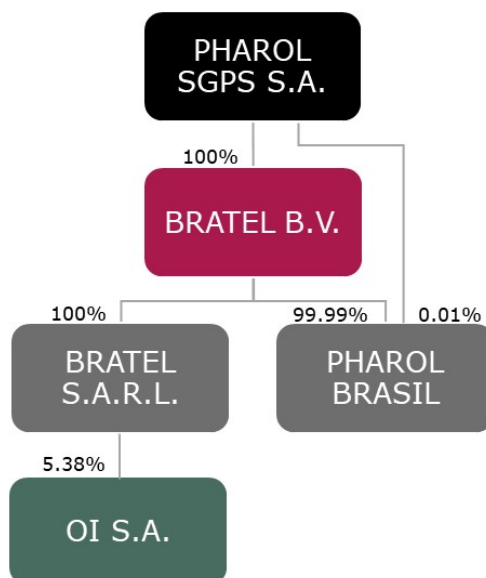 PHAROL
SGPS S.A.
100%
BRATEL B.V.
100%
99.99%
0.01%
BRATEL
S.A.R.L.
PHAROL
BRASIL
5.38%
OI S.A.